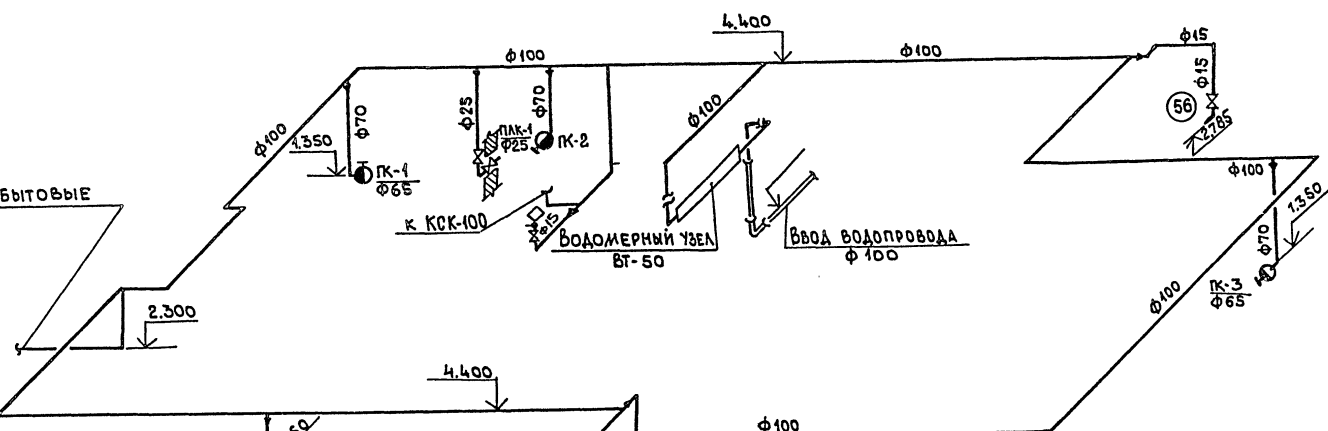 4.400
ф100
ф100
ф15
ф15
56
2,785
ф70
ф25
ПЛК-1
ф25
ф70
ПК-2
ф100
ф100
1.350
ПК-1
ф65
БЫТОВЫЕ
к КСК-100
ф15
ВОДОМЕРНЫЙ УЗЕЛ
ВТ-50
ВВОД ВОДОПРОВОДА
ф 100
ф100
1.350
ф70
ПК-3
ф65
ф100
2.300
4.400
ф100